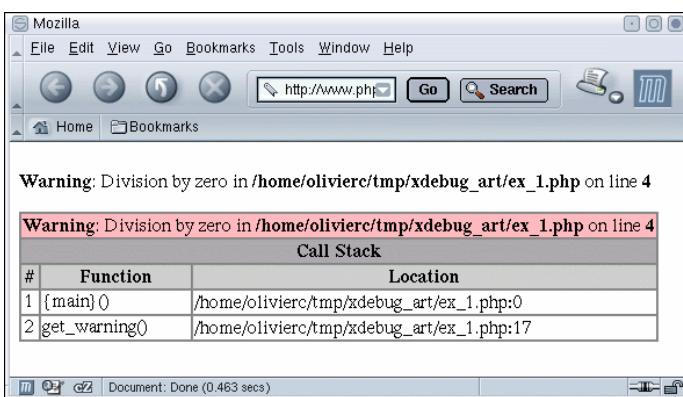 Mozilla
File Edit View Go Bookmarks Tools Window Help
http://www.php Go Search
Home Bookmarks
Warning: Division by zero in /home/olivierc/tmp/xdebug_art/ex_1.php on line 4
Warning: Division by zero in /home/olivierc/tmp/xdebug_art/ex_1.php on line 4
Call Stack
# Function Location
1 {main}() /home/olivierc/tmp/xdebug_art/ex_1.php:0
2 get_warning() /home/olivierc/tmp/xdebug_art/ex_1.php:17
Document: Done (0.463 secs)